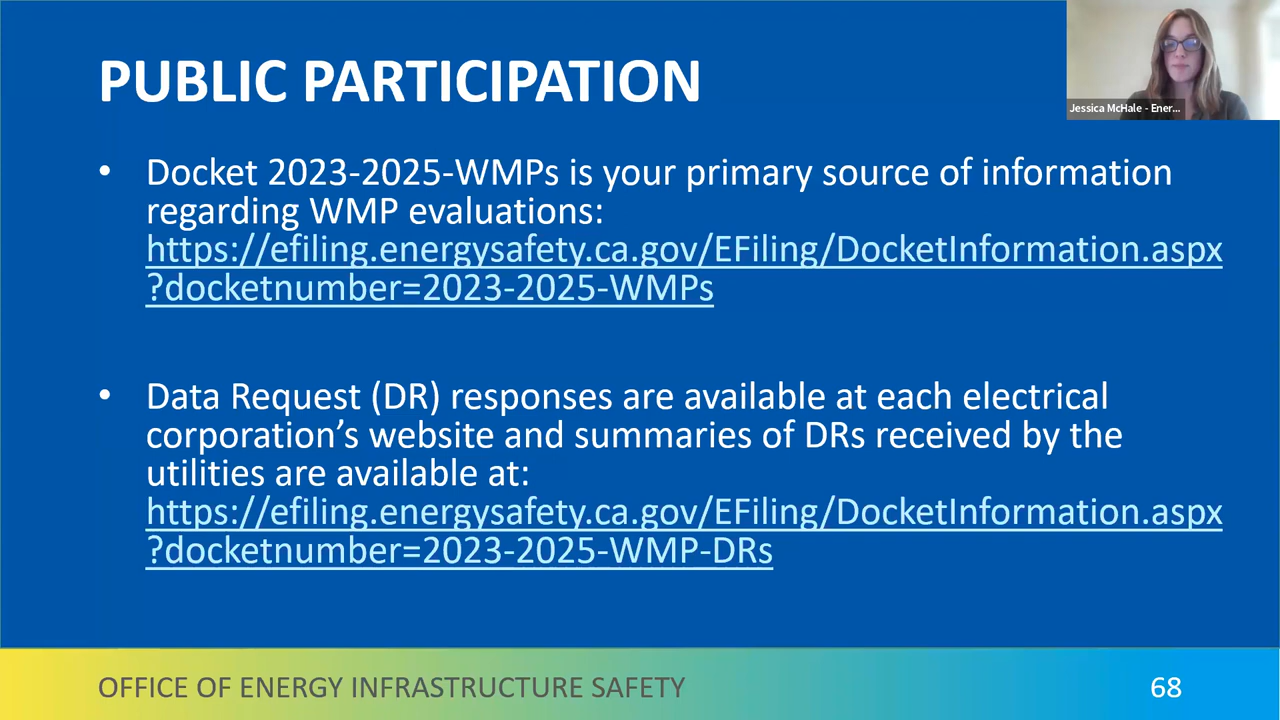 PUBLIC PARTICIPATION
Jessica McHale - Ener...
• Docket 2023-2025-WMPs is your primary source of information
regarding WMP evaluations:
https://efiling.energysafety.ca.gov/EFiling/DocketInformation.aspx
?docketnumber=2023-2025-WMPs
• Data Request (DR) responses are available at each electrical
corporation’s website and summaries of DRs received by the
utilities are available at:
https://efiling.energysafety.ca.gov/EFiling/DocketInformation.aspx
?docketnumber=2023-2025-WMP-DRs
OFFICE OF ENERGY INFRASTRUCTURE SAFETY
68